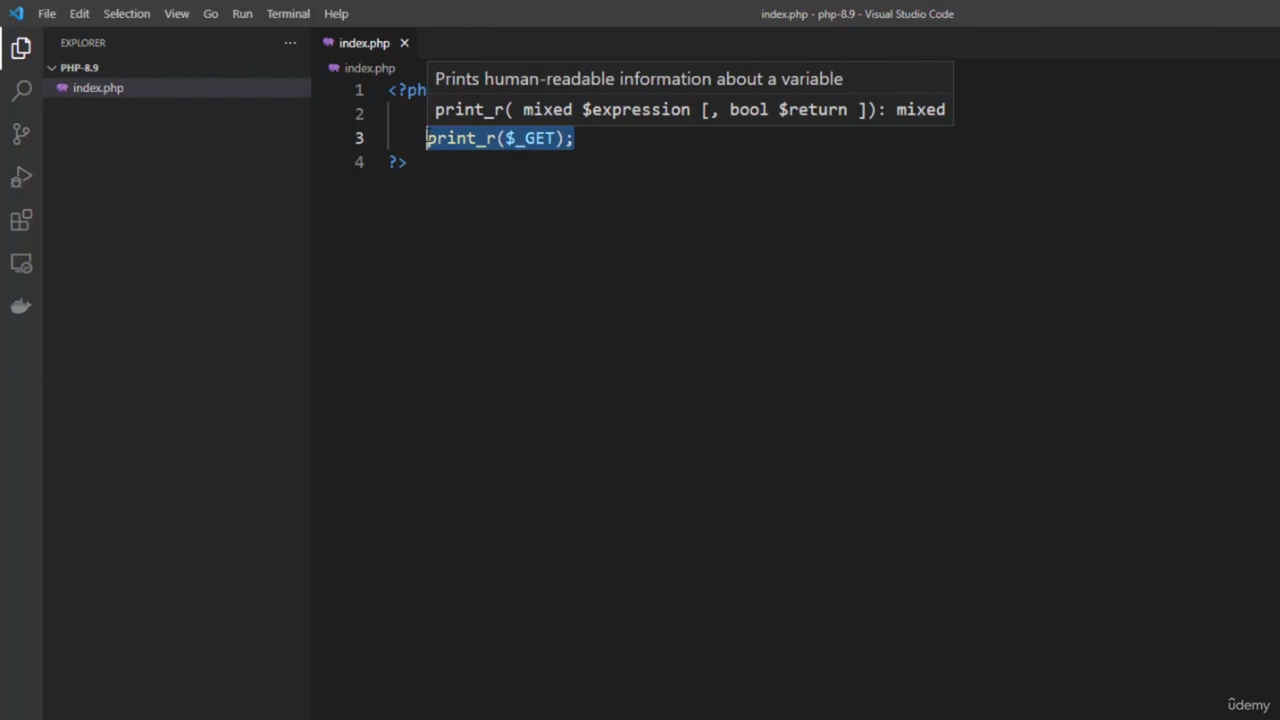 File Edit Selection View Go Run Terminal Help
index.php - php-8.9 - Visual Studio Code
EXPLORER
PHP-8.9
index.php
index.php
index.php
Prints human-readable information about a variable
print_r( mixed $expression [, bool $return ]): mixed
1 <?ph
2
3 print_r($_GET);
4 ?>
ûdemy